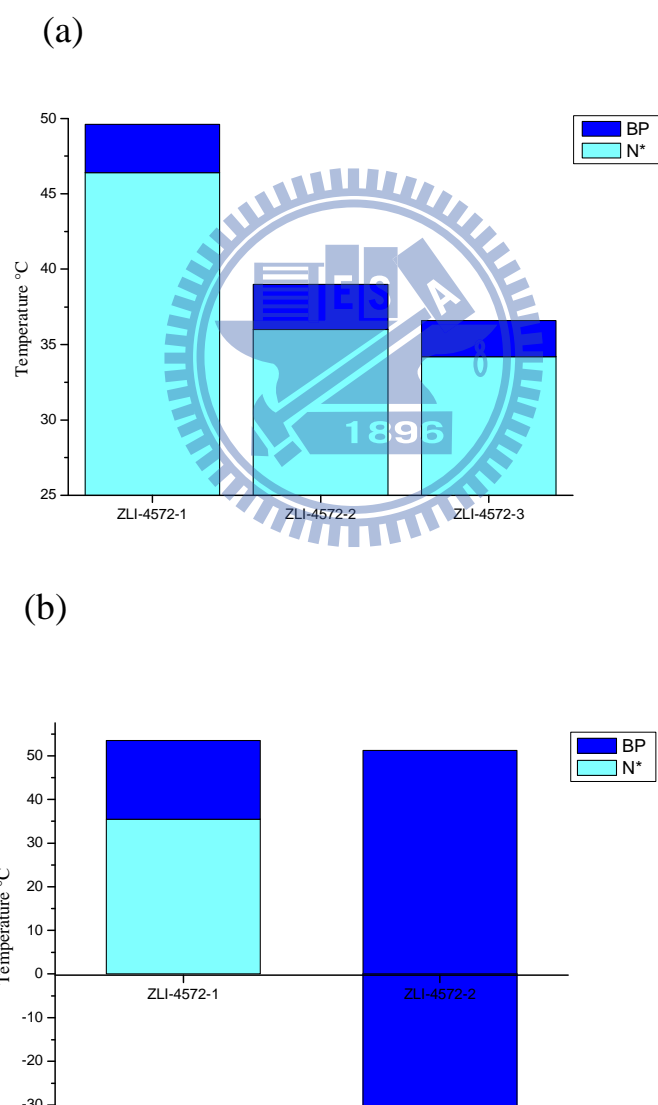 (a)
50
45
40
35
30
25
Temperature °C
BP
N*
ES
A
1896
ZLI-4572-1
ZLI-4572-2
ZLI-4572-3
(b)
50
40
30
20
10
0
-10
-20
-30
Temperature °C
BP
N*
ZLI-4572-1
ZLI-4572-2